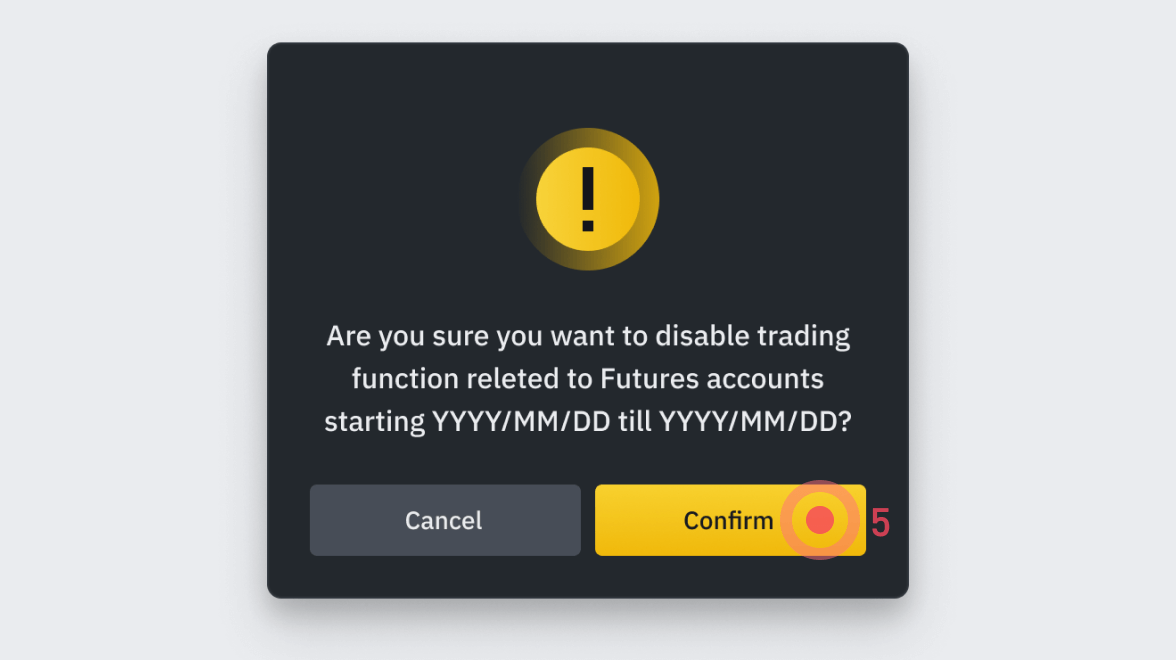 !
Are you sure you want to disable trading
function releted to Futures accounts
starting YYYY/MM/DD till YYYY/MM/DD?
Cancel
Confirm
5